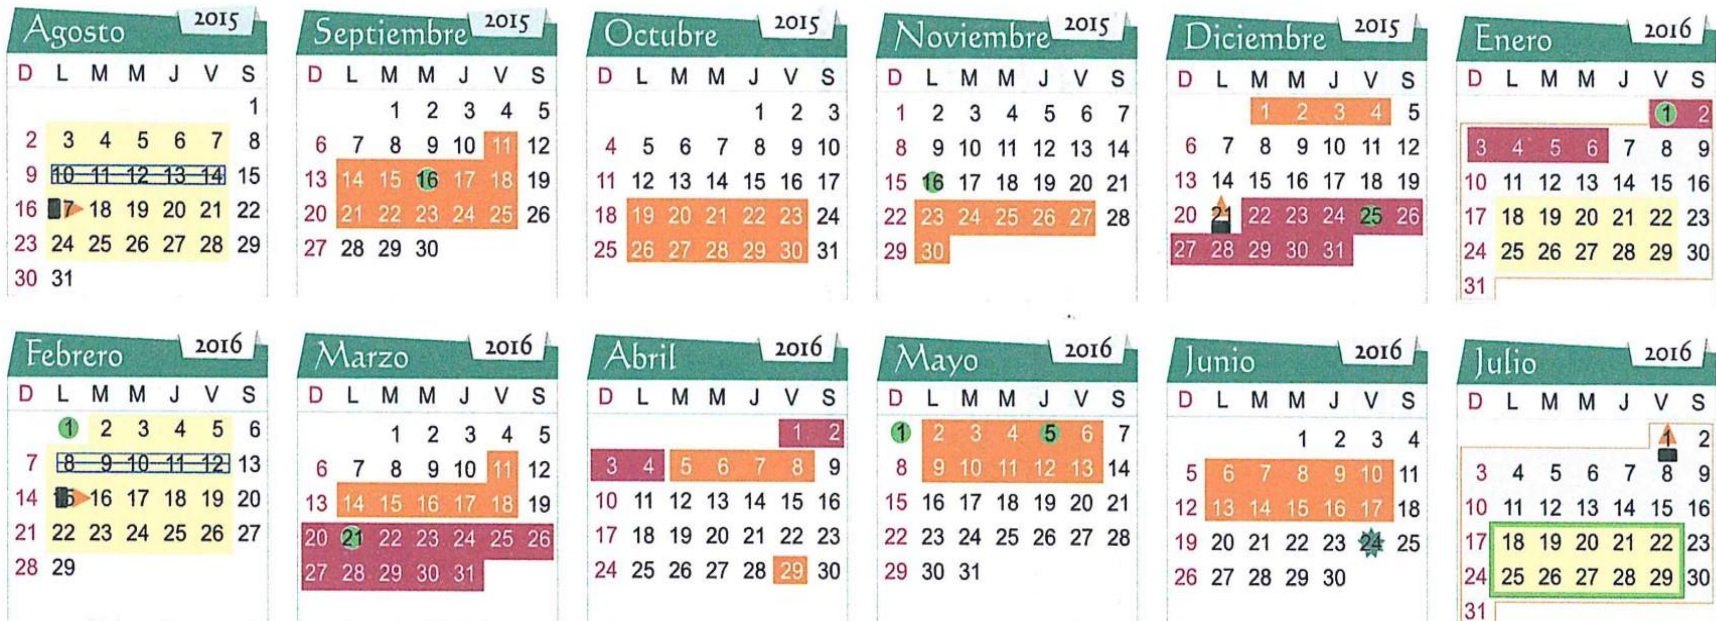 Agosto 2015
D L M M J V S
1
2 3 4 5 6 7 8
9 10 11 12 13 14 15
16 17 18 19 20 21 22
23 24 25 26 27 28 29
30 31
Septiembre 2015
D L M M J V S
1 2 3 4 5
6 7 8 9 10 11 12
13 14 15 16 17 18 19
20 21 22 23 24 25 26
27 28 29 30
Octubre 2015
D L M M J V S
1 2 3
4 5 6 7 8 9 10
11 12 13 14 15 16 17
18 19 20 21 22 23 24
25 26 27 28 29 30 31
Noviembre 2015
D L M M J V S
1 2 3 4 5 6 7
8 9 10 11 12 13 14
15 16 17 18 19 20 21
22 23 24 25 26 27 28
29 30
Diciembre 2015
D L M M J V S
1 2 3 4 5
6 7 8 9 10 11 12
13 14 15 16 17 18 19
20 21 22 23 24 25 26
27 28 29 30 31
Enero 2016
D L M M J V S
1 2
3 4 5 6 7 8 9
10 11 12 13 14 15 16
17 18 19 20 21 22 23
24 25 26 27 28 29 30
31
Febrero 2016
D L M M J V S
1 2 3 4 5 6
7 8 9 10 11 12 13
14 15 16 17 18 19 20
21 22 23 24 25 26 27
28 29
Marzo 2016
D L M M J V S
1 2 3 4 5
6 7 8 9 10 11 12
13 14 15 16 17 18 19
20 21 22 23 24 25 26
27 28 29 30 31
Abril 2016
D L M M J V S
1 2
3 4 5 6 7 8 9
10 11 12 13 14 15 16
17 18 19 20 21 22 23
24 25 26 27 28 29 30
Mayo 2016
D L M M J V S
1 2 3 4 5 6 7
8 9 10 11 12 13 14
15 16 17 18 19 20 21
22 23 24 25 26 27 28
29 30 31
Junio 2016
D L M M J V S
1 2 3 4
5 6 7 8 9 10 11
12 13 14 15 16 17 18
19 20 21 22 23 24 25
26 27 28 29 30
Julio 2016
D L M M J V S
1 2
3 4 5 6 7 8 9
10 11 12 13 14 15 16
17 18 19 20 21 22 23
24 25 26 27 28 29 30
31